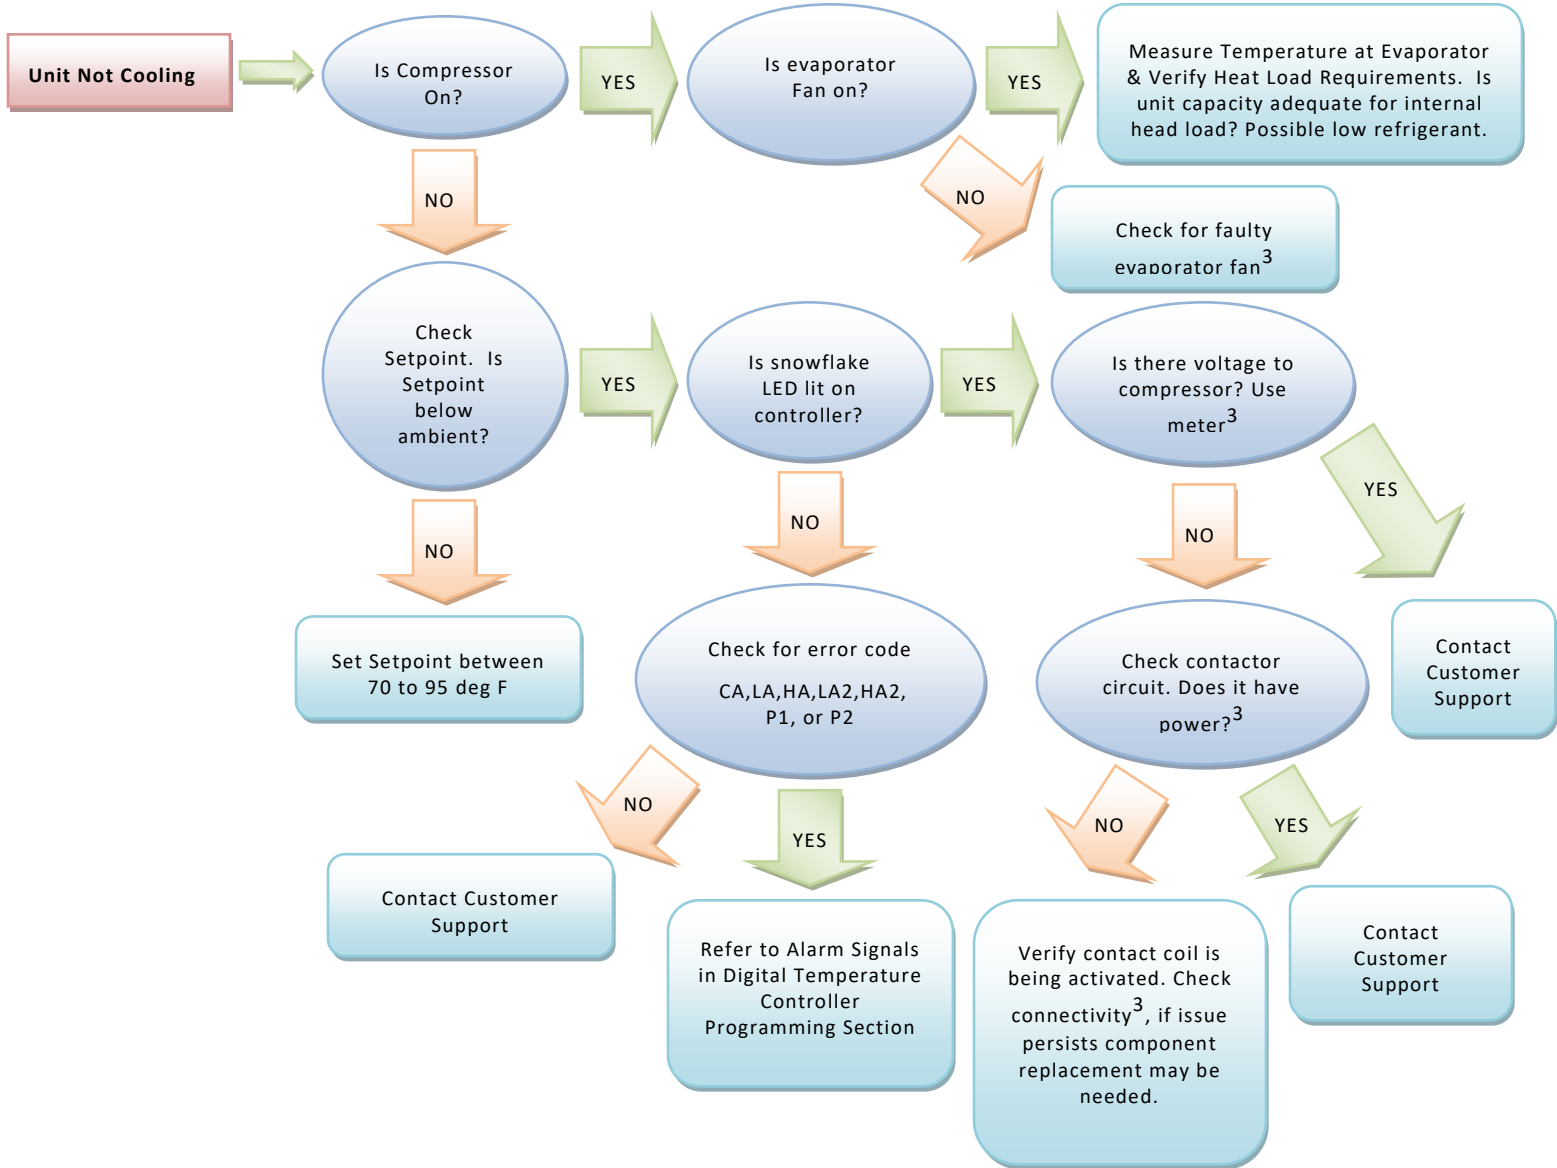 Unit Not Cooling
Is Compressor
On?
YES
Is evaporator
Fan on?
YES
Measure Temperature at Evaporator
& Verify Heat Load Requirements.  Is
unit capacity adequate for internal
head load? Possible low refrigerant.
NO
NO
Check for faulty
evaporator fan3
Check
Setpoint.  Is
Setpoint
below
ambient?
YES
Is snowflake
LED lit on
controller?
YES
Is there voltage to
compressor? Use
meter3
YES
NO
NO
NO
Set Setpoint between
70 to 95 deg F
Check for error code
CA,LA,HA,LA2,HA2,
P1, or P2
Check contactor
circuit. Does it have
power?3
Contact
Customer
Support
NO
YES
NO
YES
Contact Customer
Support
Refer to Alarm Signals
in Digital Temperature
Controller
Programming Section
Verify contact coil is
being activated. Check
connectivity3, if issue
persists component
replacement may be
needed.
Contact
Customer
Support